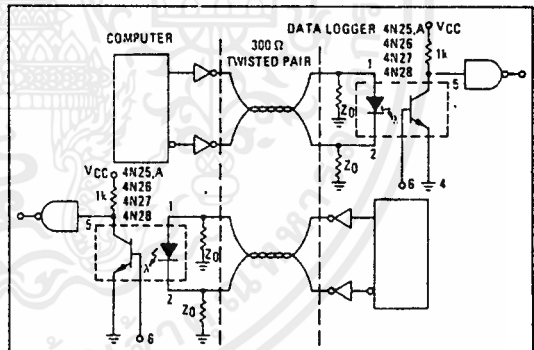 COMPUTER
300 Ω
TWISTED PAIR
DATA LOGGER
4N25,A
4N26
4N27
4N28
VCC
1k
1
5
Z0
λ
2
Z0
6
4
VCC
1k
4N25,A
4N26
4N27
4N28
5
1
Z0
λ
2
Z0
6